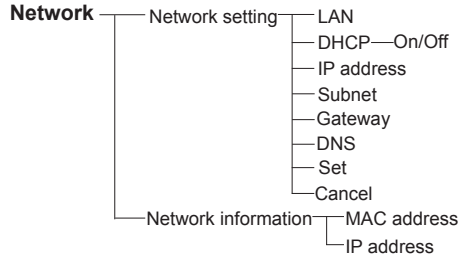 Network Network setting LAN
DHCP On/Off
IP address
Subnet
Gateway
DNS
Set
Cancel
Network information MAC address
IP address